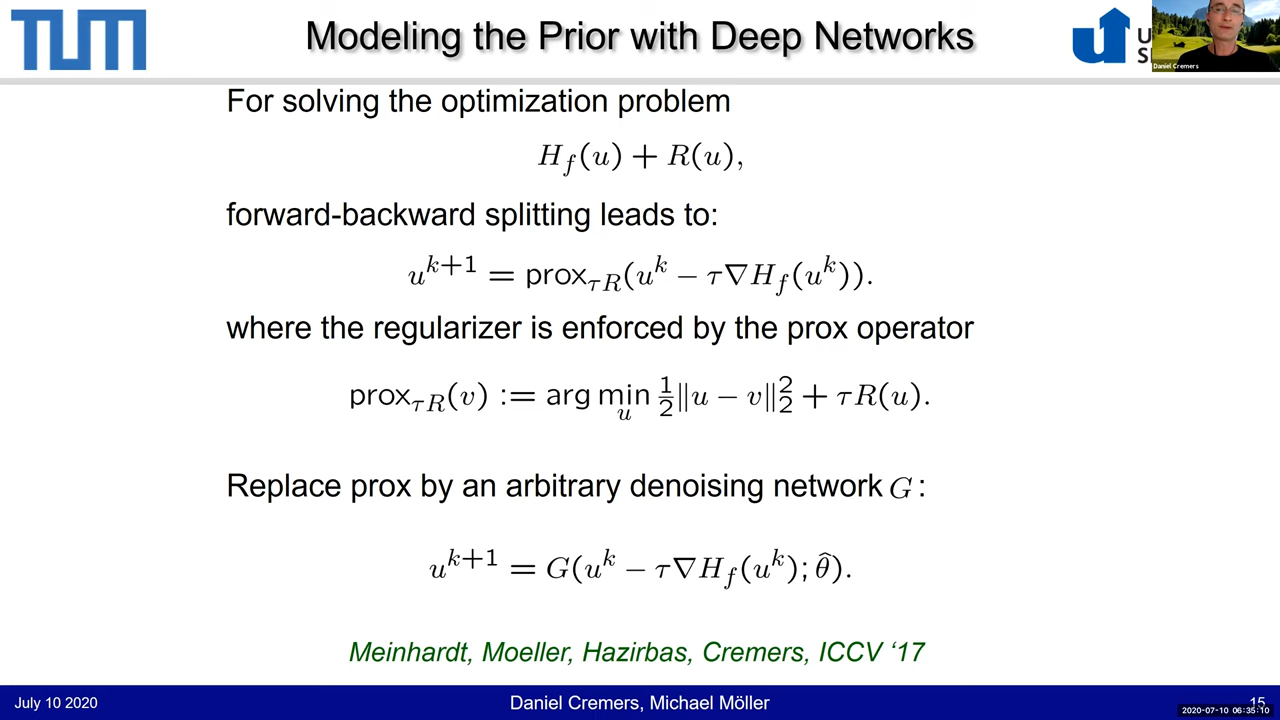 TUM
Modeling the Prior with Deep Networks
U
S
Daniel Cremers
For solving the optimization problem
H_f(u) + R(u),
forward-backward splitting leads to:
u^{k+1} = prox_{τR}(u^k − τ∇H_f(u^k)).
where the regularizer is enforced by the prox operator
prox_{τR}(v) := arg min_u ½‖u − v‖₂² + τR(u).
Replace prox by an arbitrary denoising network G:
u^{k+1} = G(u^k − τ∇H_f(u^k); θ̂).
Meinhardt, Moeller, Hazirbas, Cremers, ICCV ‘17
July 10 2020
Daniel Cremers, Michael Möller
15
2020-07-10 06:35:10